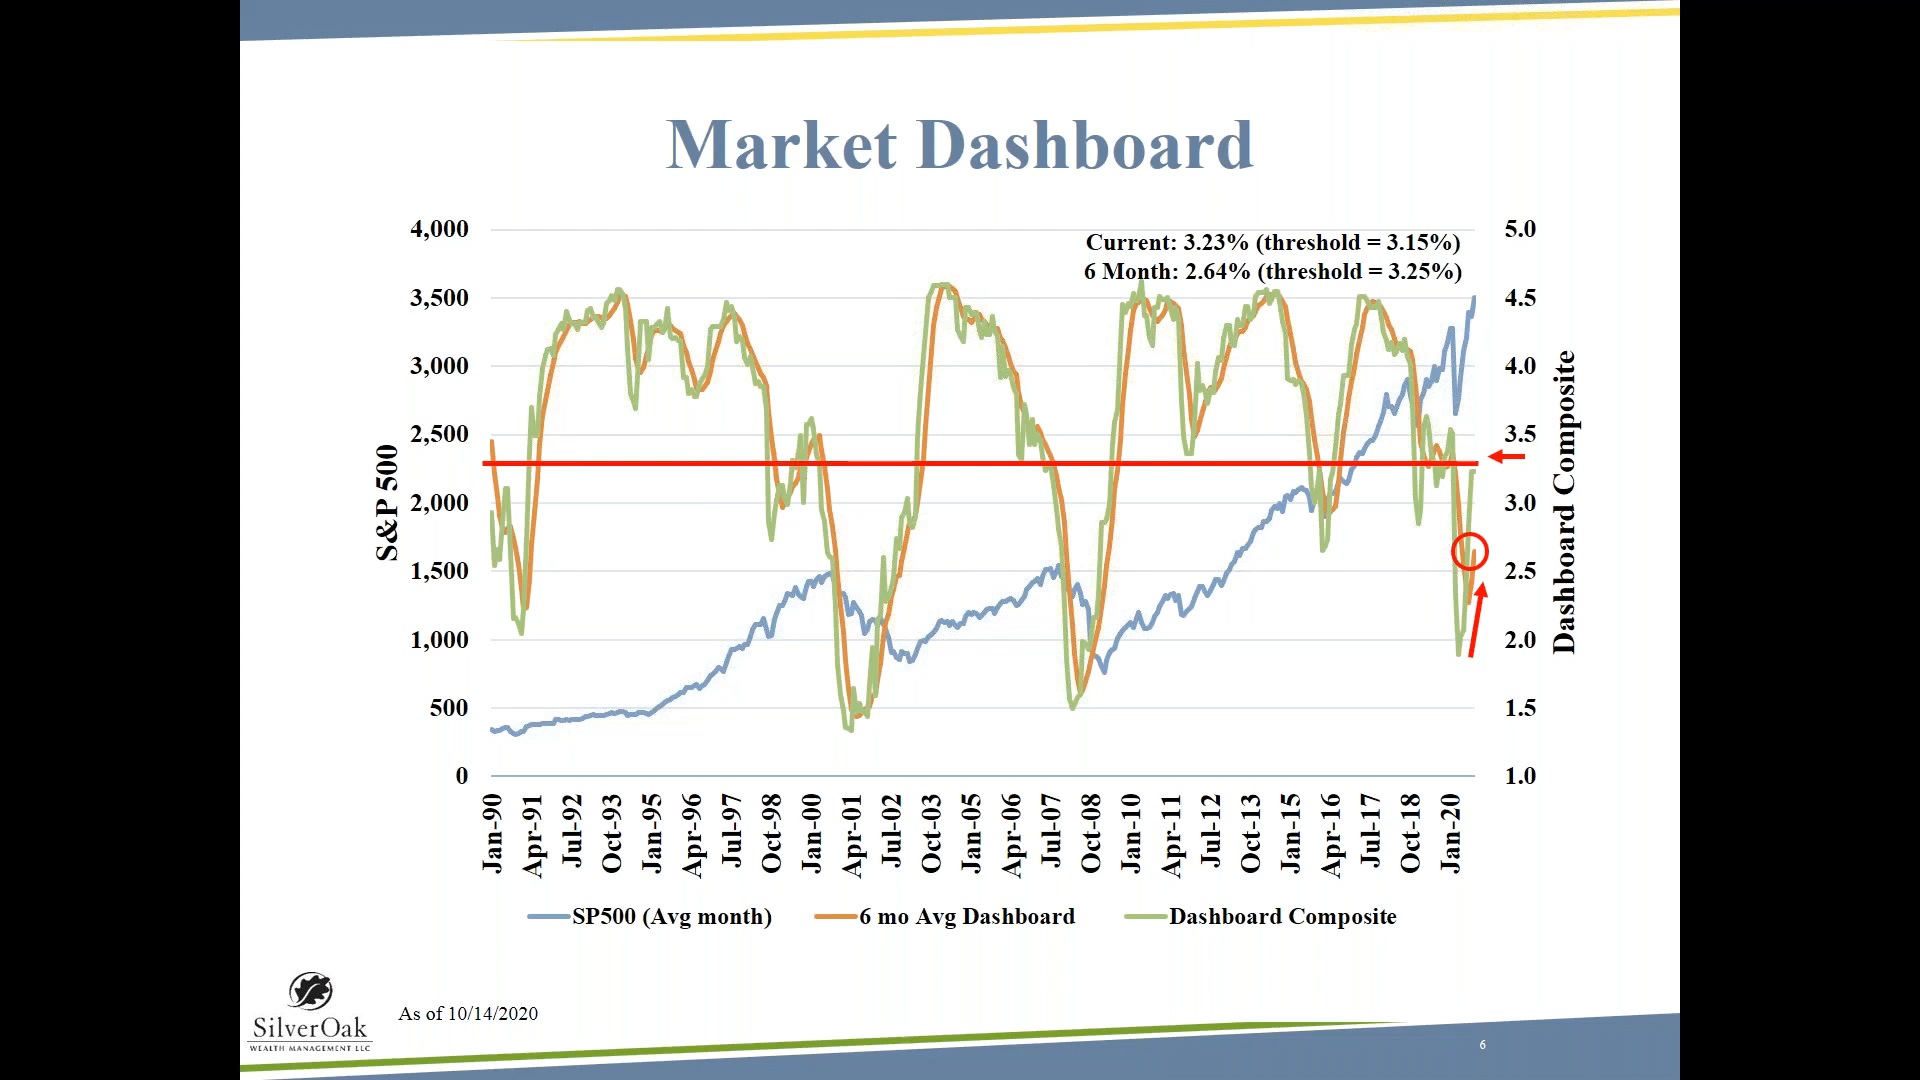 Market Dashboard
Current: 3.23% (threshold = 3.15%)
6 Month: 2.64% (threshold = 3.25%)
4,000
3,500
3,000
2,500
2,000
1,500
1,000
500
0
S&P 500
5.0
4.5
4.0
3.5
3.0
2.5
2.0
1.5
1.0
Dashboard Composite
Jan-90
Apr-91
Jul-92
Oct-93
Jan-95
Apr-96
Jul-97
Oct-98
Jan-00
Apr-01
Jul-02
Oct-03
Jan-05
Apr-06
Jul-07
Oct-08
Jan-10
Apr-11
Jul-12
Oct-13
Jan-15
Apr-16
Jul-17
Oct-18
Jan-20
SP500 (Avg month)
6 mo Avg Dashboard
Dashboard Composite
As of 10/14/2020
SilverOak
WEALTH MANAGEMENT LLC
6